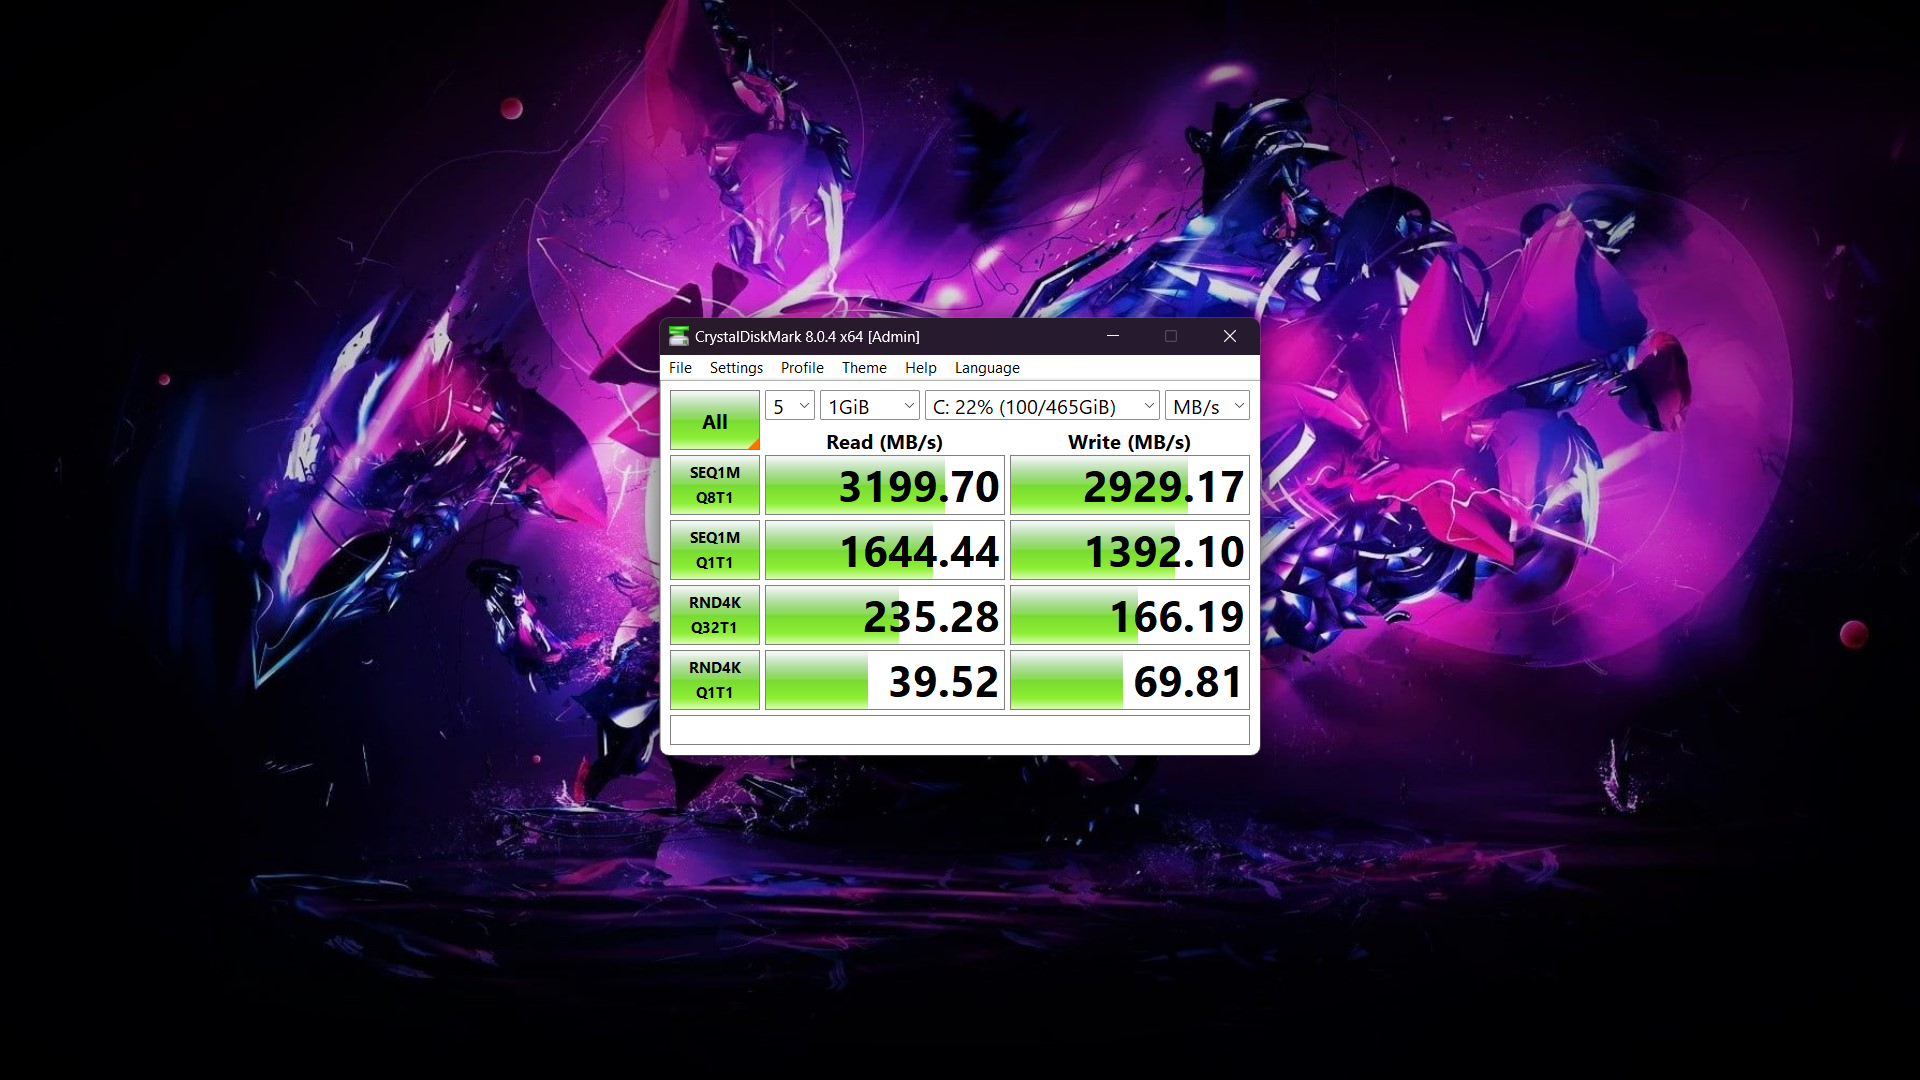 CrystalDiskMark 8.0.4 x64 [Admin]
File Settings Profile Theme Help Language
All 5 1GiB C: 22% (100/465GiB) MB/s
Read (MB/s) Write (MB/s)
SEQ1M Q8T1 3199.70 2929.17
SEQ1M Q1T1 1644.44 1392.10
RND4K Q32T1 235.28 166.19
RND4K Q1T1 39.52 69.81